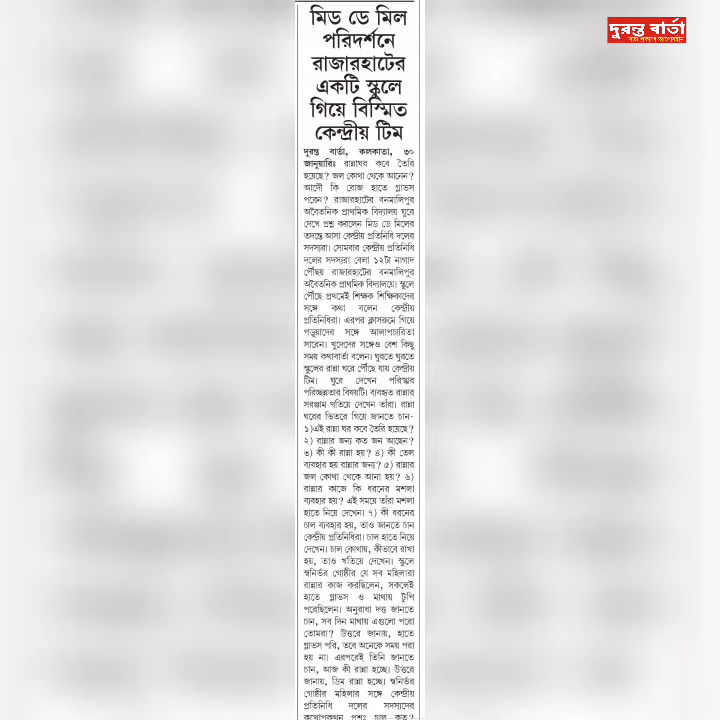 মিড ডে মিল
পরিদর্শনে
রাজারহাটের
একটি স্কুলে
গিয়ে বিস্মিত
কেন্দ্রীয় টিম
দুরন্ত বার্তা
দুরন্ত বার্তা, কলকাতা, ৩০
জানুয়ারিঃ রান্নাঘর কবে তৈরি
হয়েছে? জল কোথা থেকে আনেন?
আদৌ কি রোজ হাতে গ্লাভস
পরেন? রাজারহাটের বনমালিপুর
অবৈতনিক প্রাথমিক বিদ্যালয় ঘুরে
দেখে প্রশ্ন করলেন মিড ডে মিলের
তদন্তে আসা কেন্দ্রীয় প্রতিনিধি দলের
সদস্যরা। সোমবার কেন্দ্রীয় প্রতিনিধি
দলের সদস্যরা বেলা ১২টা নাগাদ
পৌঁছয় রাজারহাটের বনমালিপুর
অবৈতনিক প্রাথমিক বিদ্যালয়ে। স্কুলে
পৌঁছে প্রথমেই শিক্ষক শিক্ষিকাদের
সঙ্গে কথা বলেন কেন্দ্রীয়
প্রতিনিধিরা। এরপর ক্লাসরুমে গিয়ে
পড়ুয়াদের সঙ্গে আলাপচারিতা
সারেন। খুদেদের সঙ্গেও বেশ কিছু
সময় কথাবার্তা বলেন। ঘুরতে ঘুরতে
স্কুলের রান্না ঘরে পৌঁছে যায় কেন্দ্রীয়
টিম। ঘুরে দেখেন পরিষ্কার
পরিচ্ছন্নতার বিষয়টি। ব্যবহৃত রান্নার
সরঞ্জাম খতিয়ে দেখেন তাঁরা। রান্না
ঘরের ভিতরে গিয়ে জানতে চান-
১)এই রান্না ঘর কবে তৈরি হয়েছে?
২) রান্নার জন্য কত জন আছেন?
৩) কী কী রান্না হয়? ৪) কী তেল
ব্যবহার হয় রান্নার জন্য? ৫) রান্নার
জল কোথা থেকে আনা হয়? ৬)
রান্নার কাজে কি ধরনের মশলা
ব্যবহার হয়? এই সময়ে তাঁরা মশলা
হাতে নিয়ে দেখেন। ৭) কী ধরনের
চাল ব্যবহার হয়, তাও জানতে চান
কেন্দ্রীয় প্রতিনিধিরা। চাল হাতে নিয়ে
দেখেন। চাল কোথায়, কীভাবে রাখা
হয়, তাও খতিয়ে দেখেন। স্কুলে
স্বনির্ভর গোষ্ঠীর যে সব মহিলারা
রান্নার কাজ করছিলেন, সকলেই
হাতে গ্লাভস ও মাথায় টুপি
পরেছিলেন। অনুরাধা দত্ত জানতে
চান, সব দিন মাথায় এগুলো পরো
তোমরা? উত্তরে জানায়, হাতে
গ্লাভস পরি, তবে অনেকে সময় পরা
হয় না। এরপরেই তিনি জানতে
চান, আজ কী রান্না হচ্ছে। উত্তরে
জানায়, ডিম রান্না হচ্ছে। স্বনির্ভর
গোষ্ঠীর মহিলার সঙ্গে কেন্দ্রীয়
প্রতিনিধি দলের সদস্যদের
কথোপকথন প্রশ্নঃ চাল কত?